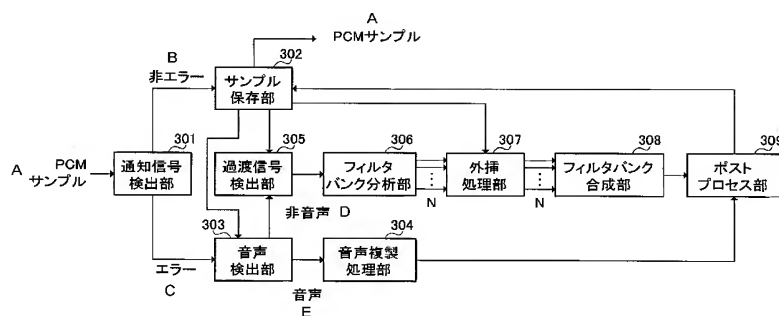 A
PCMサンプル
B
非エラー
302
サンプル
保存部
301
305
306
307
308
309
A
PCM
サンプル
通知信号
検出部
過渡信号
検出部
フィルタ
バンク分析部
N
外挿
処理部
N
フィルタバンク
合成部
ポスト
プロセス部
非音声 D
303
304
エラー
C
音声
検出部
音声複製
処理部
音声
E